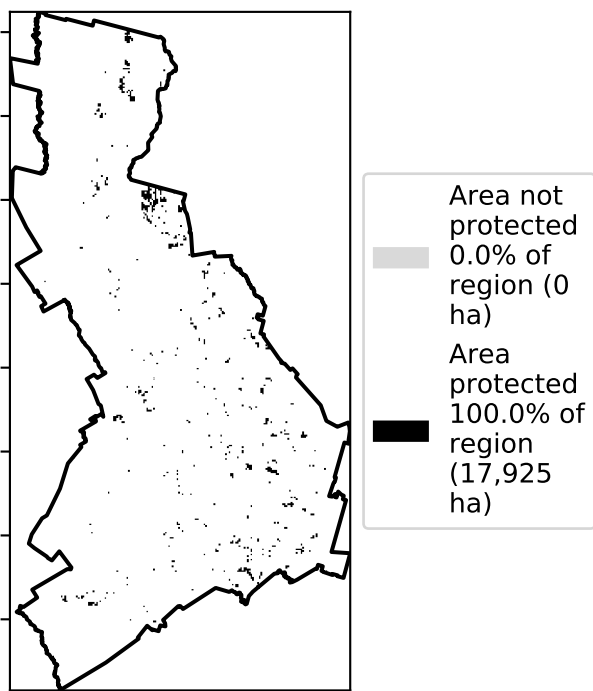 Area not
protected
0.0% of
region (0
ha)
Area
protected
100.0% of
region
(17,925
ha)